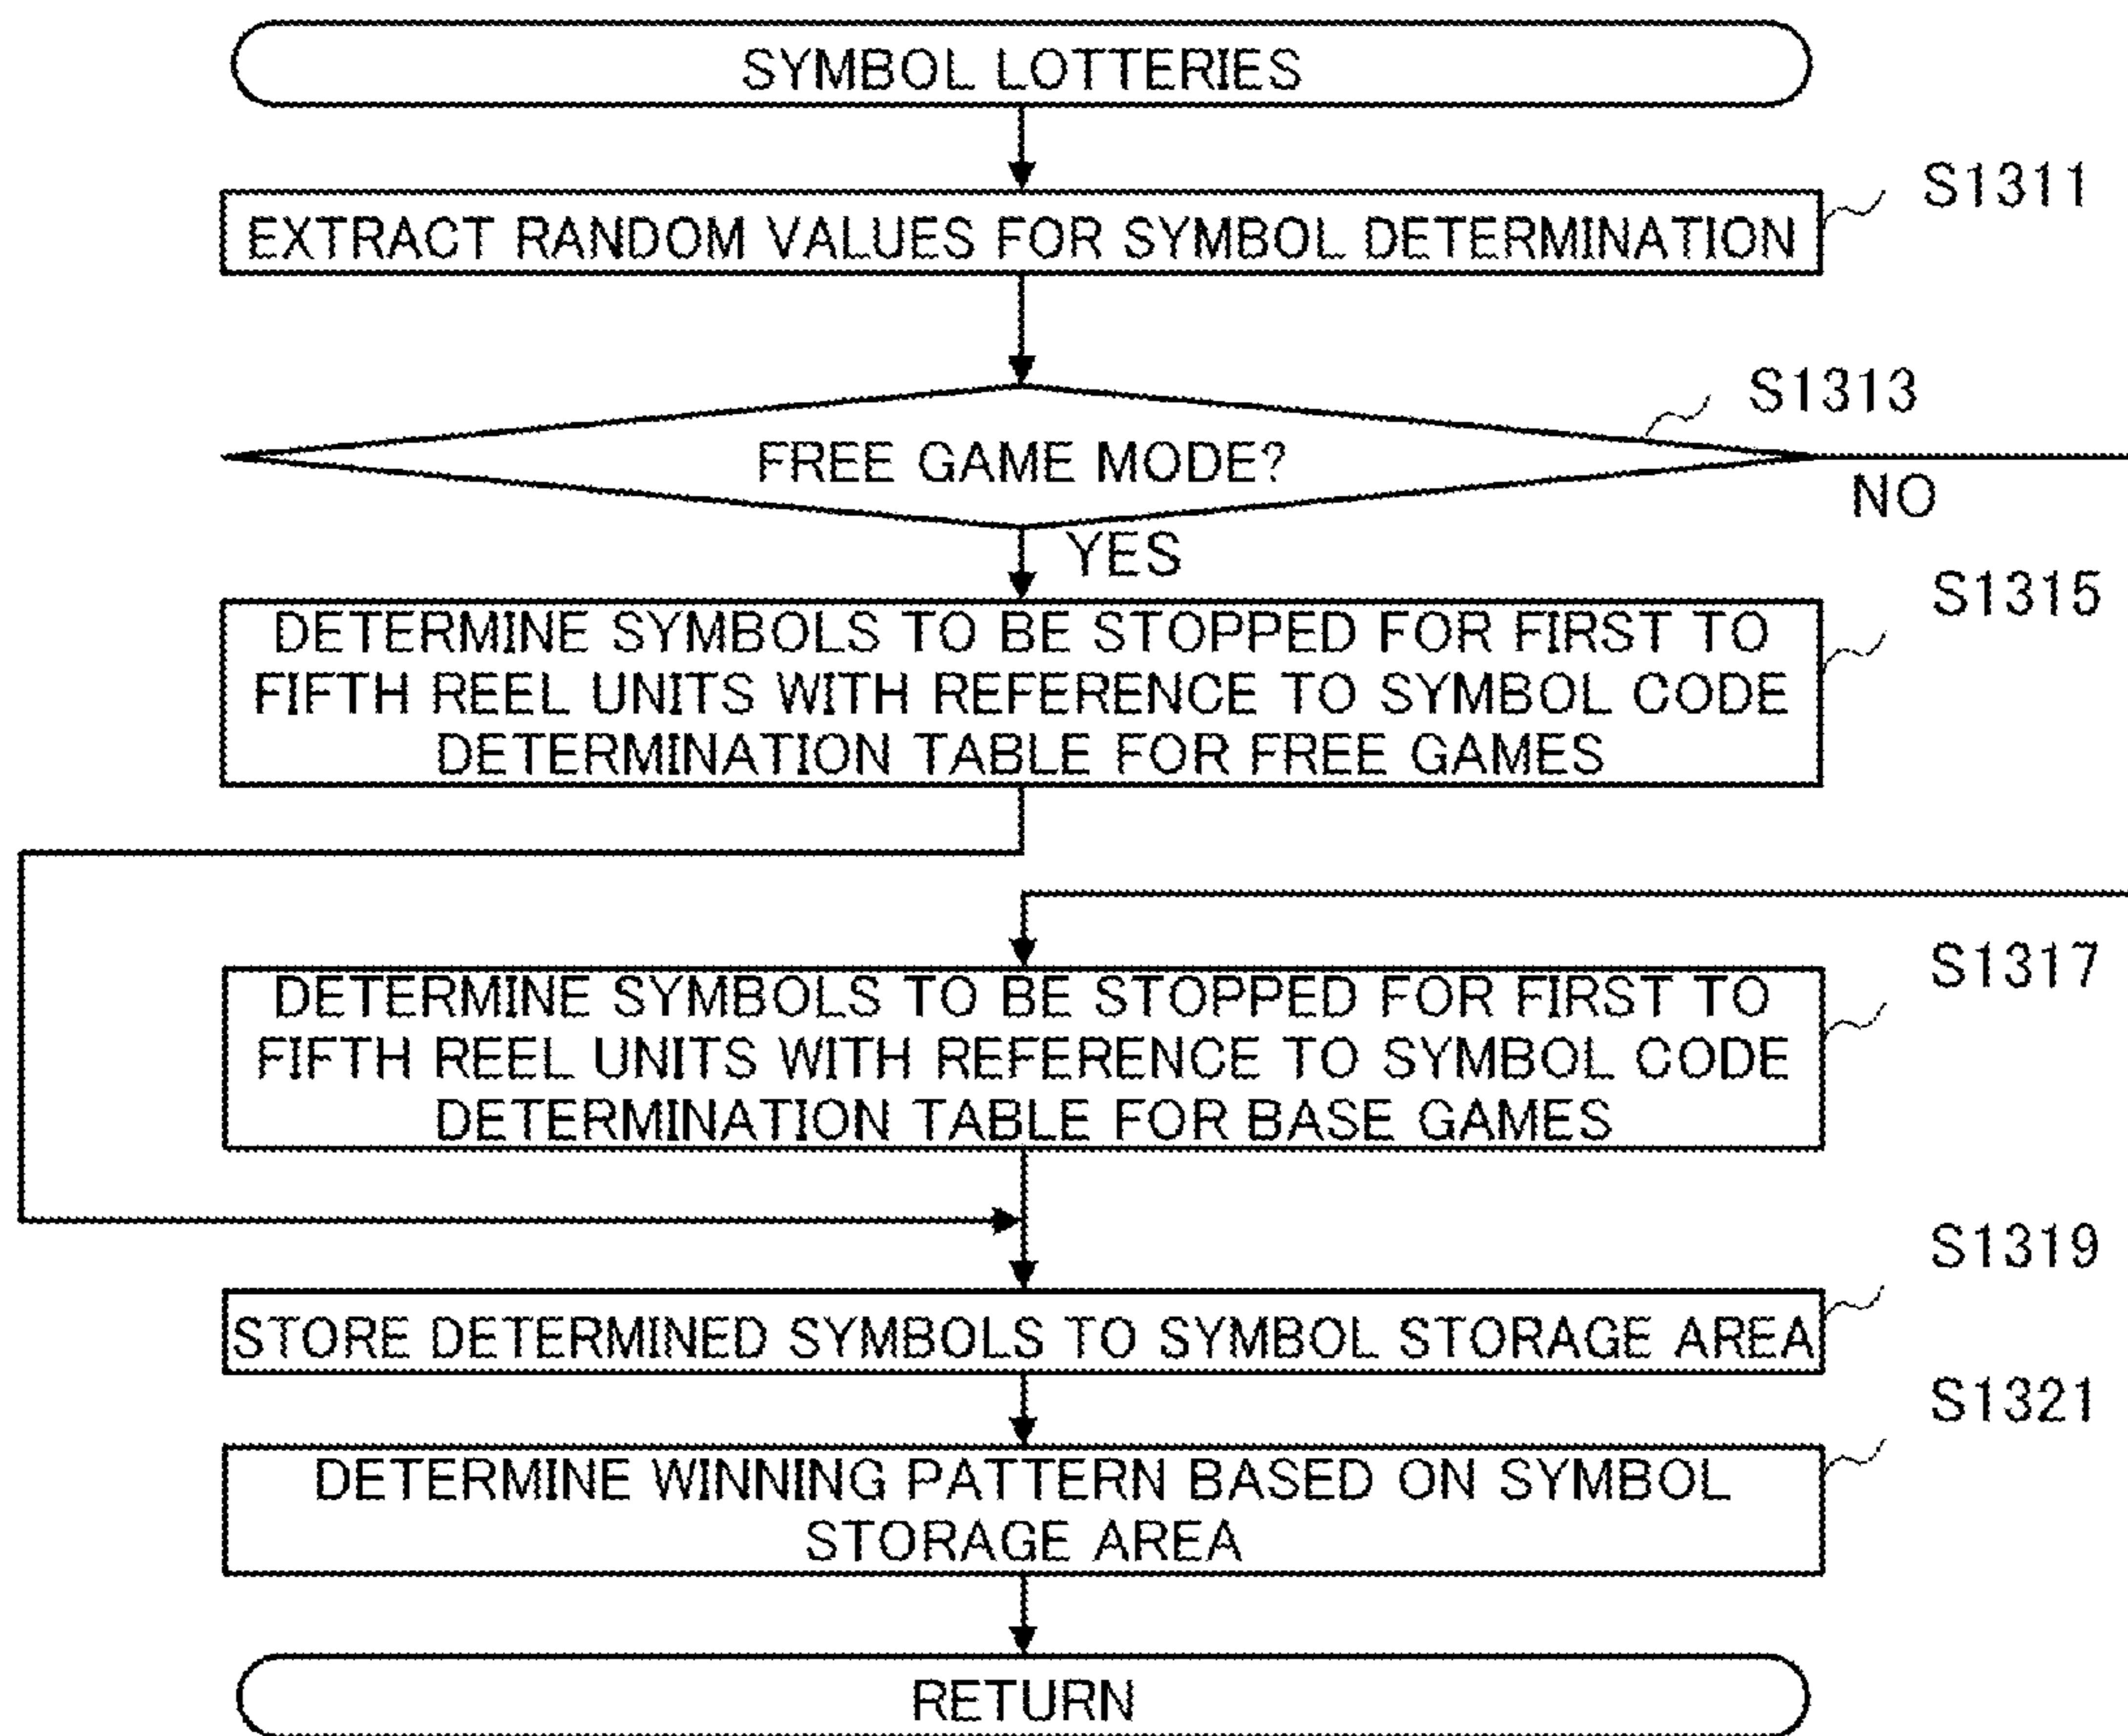 SYMBOL LOTTERIES
S1311
EXTRACT RANDOM VALUES FOR SYMBOL DETERMINATION
S1313
FREE GAME MODE?
NO
YES
S1315
DETERMINE SYMBOLS TO BE STOPPED FOR FIRST TO
FIFTH REEL UNITS WITH REFERENCE TO SYMBOL CODE
DETERMINATION TABLE FOR FREE GAMES
S1317
DETERMINE SYMBOLS TO BE STOPPED FOR FIRST TO
FIFTH REEL UNITS WITH REFERENCE TO SYMBOL CODE
DETERMINATION TABLE FOR BASE GAMES
S1319
STORE DETERMINED SYMBOLS TO SYMBOL STORAGE AREA
S1321
DETERMINE WINNING PATTERN BASED ON SYMBOL
STORAGE AREA
RETURN